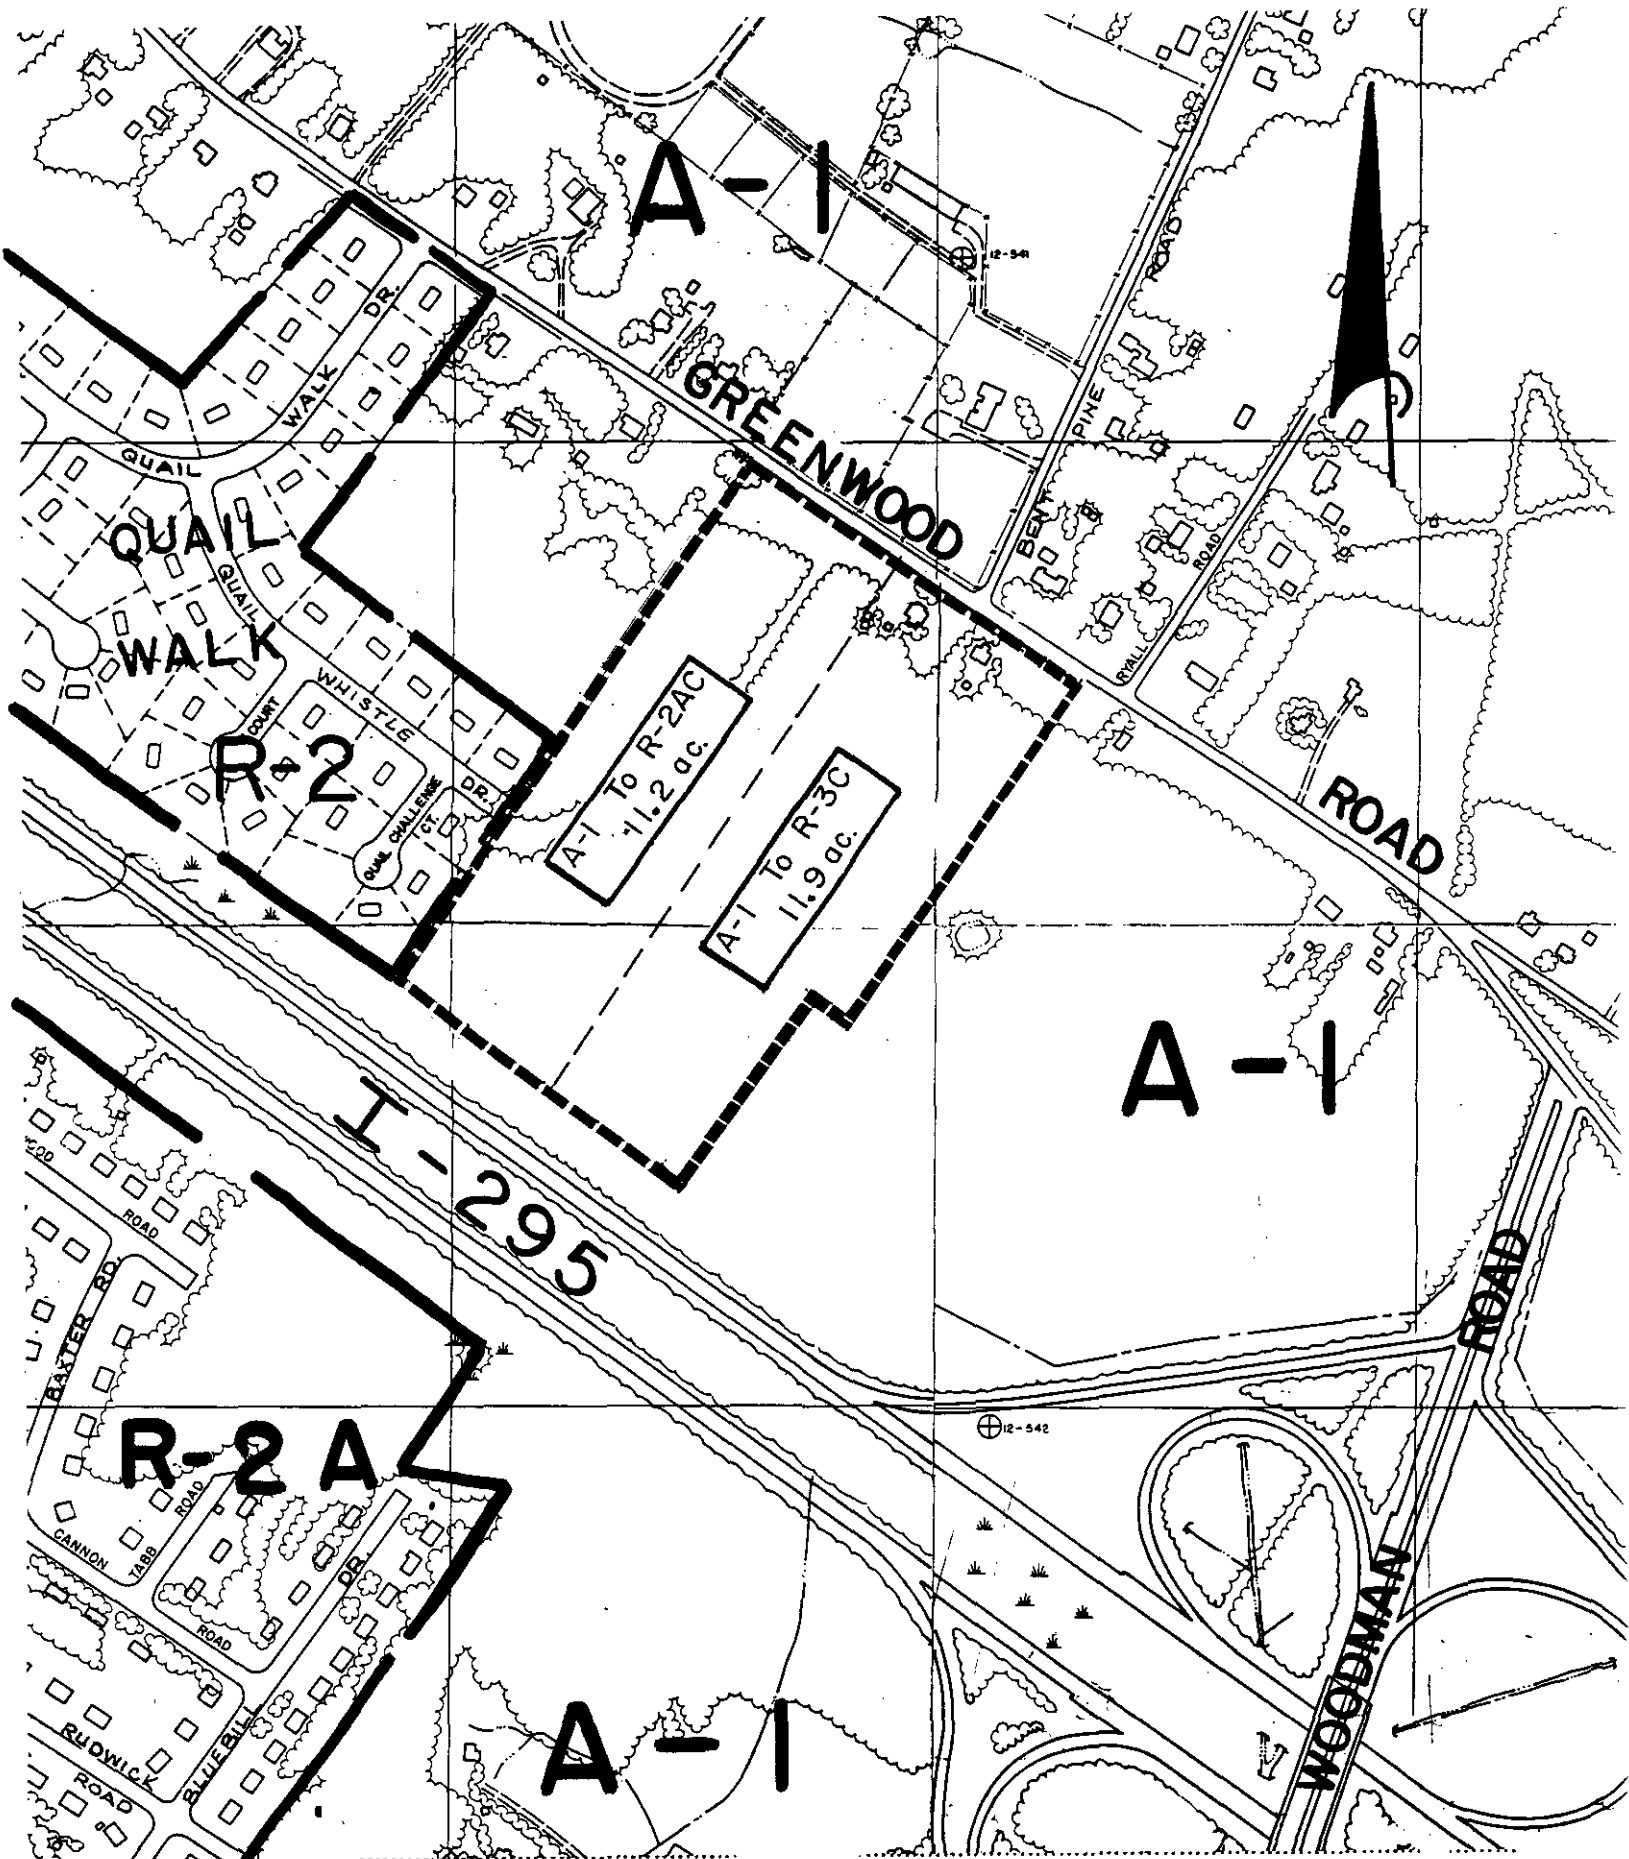 A-1
12-541
ROAD
DR.
WALK
QUAIL
GREENWOOD
PINE
BENT
QUAIL
WALK
QUAIL
ROAD
RYALL
WHISTLE
DR.
COURT
R-2
QUAIL CHALLENGE
CT.
A-1 To R-2AC
11.2 ac.
A-1 To R-3C
11.9 ac.
ROAD
A-1
I-295
ROAD
BAXTER RD.
ROAD
12-542
R-2A
ROAD
CANNON
TABB
DR.
ROAD
WOODMAN
BLUEBILL
RUDWICK
ROAD
A-1